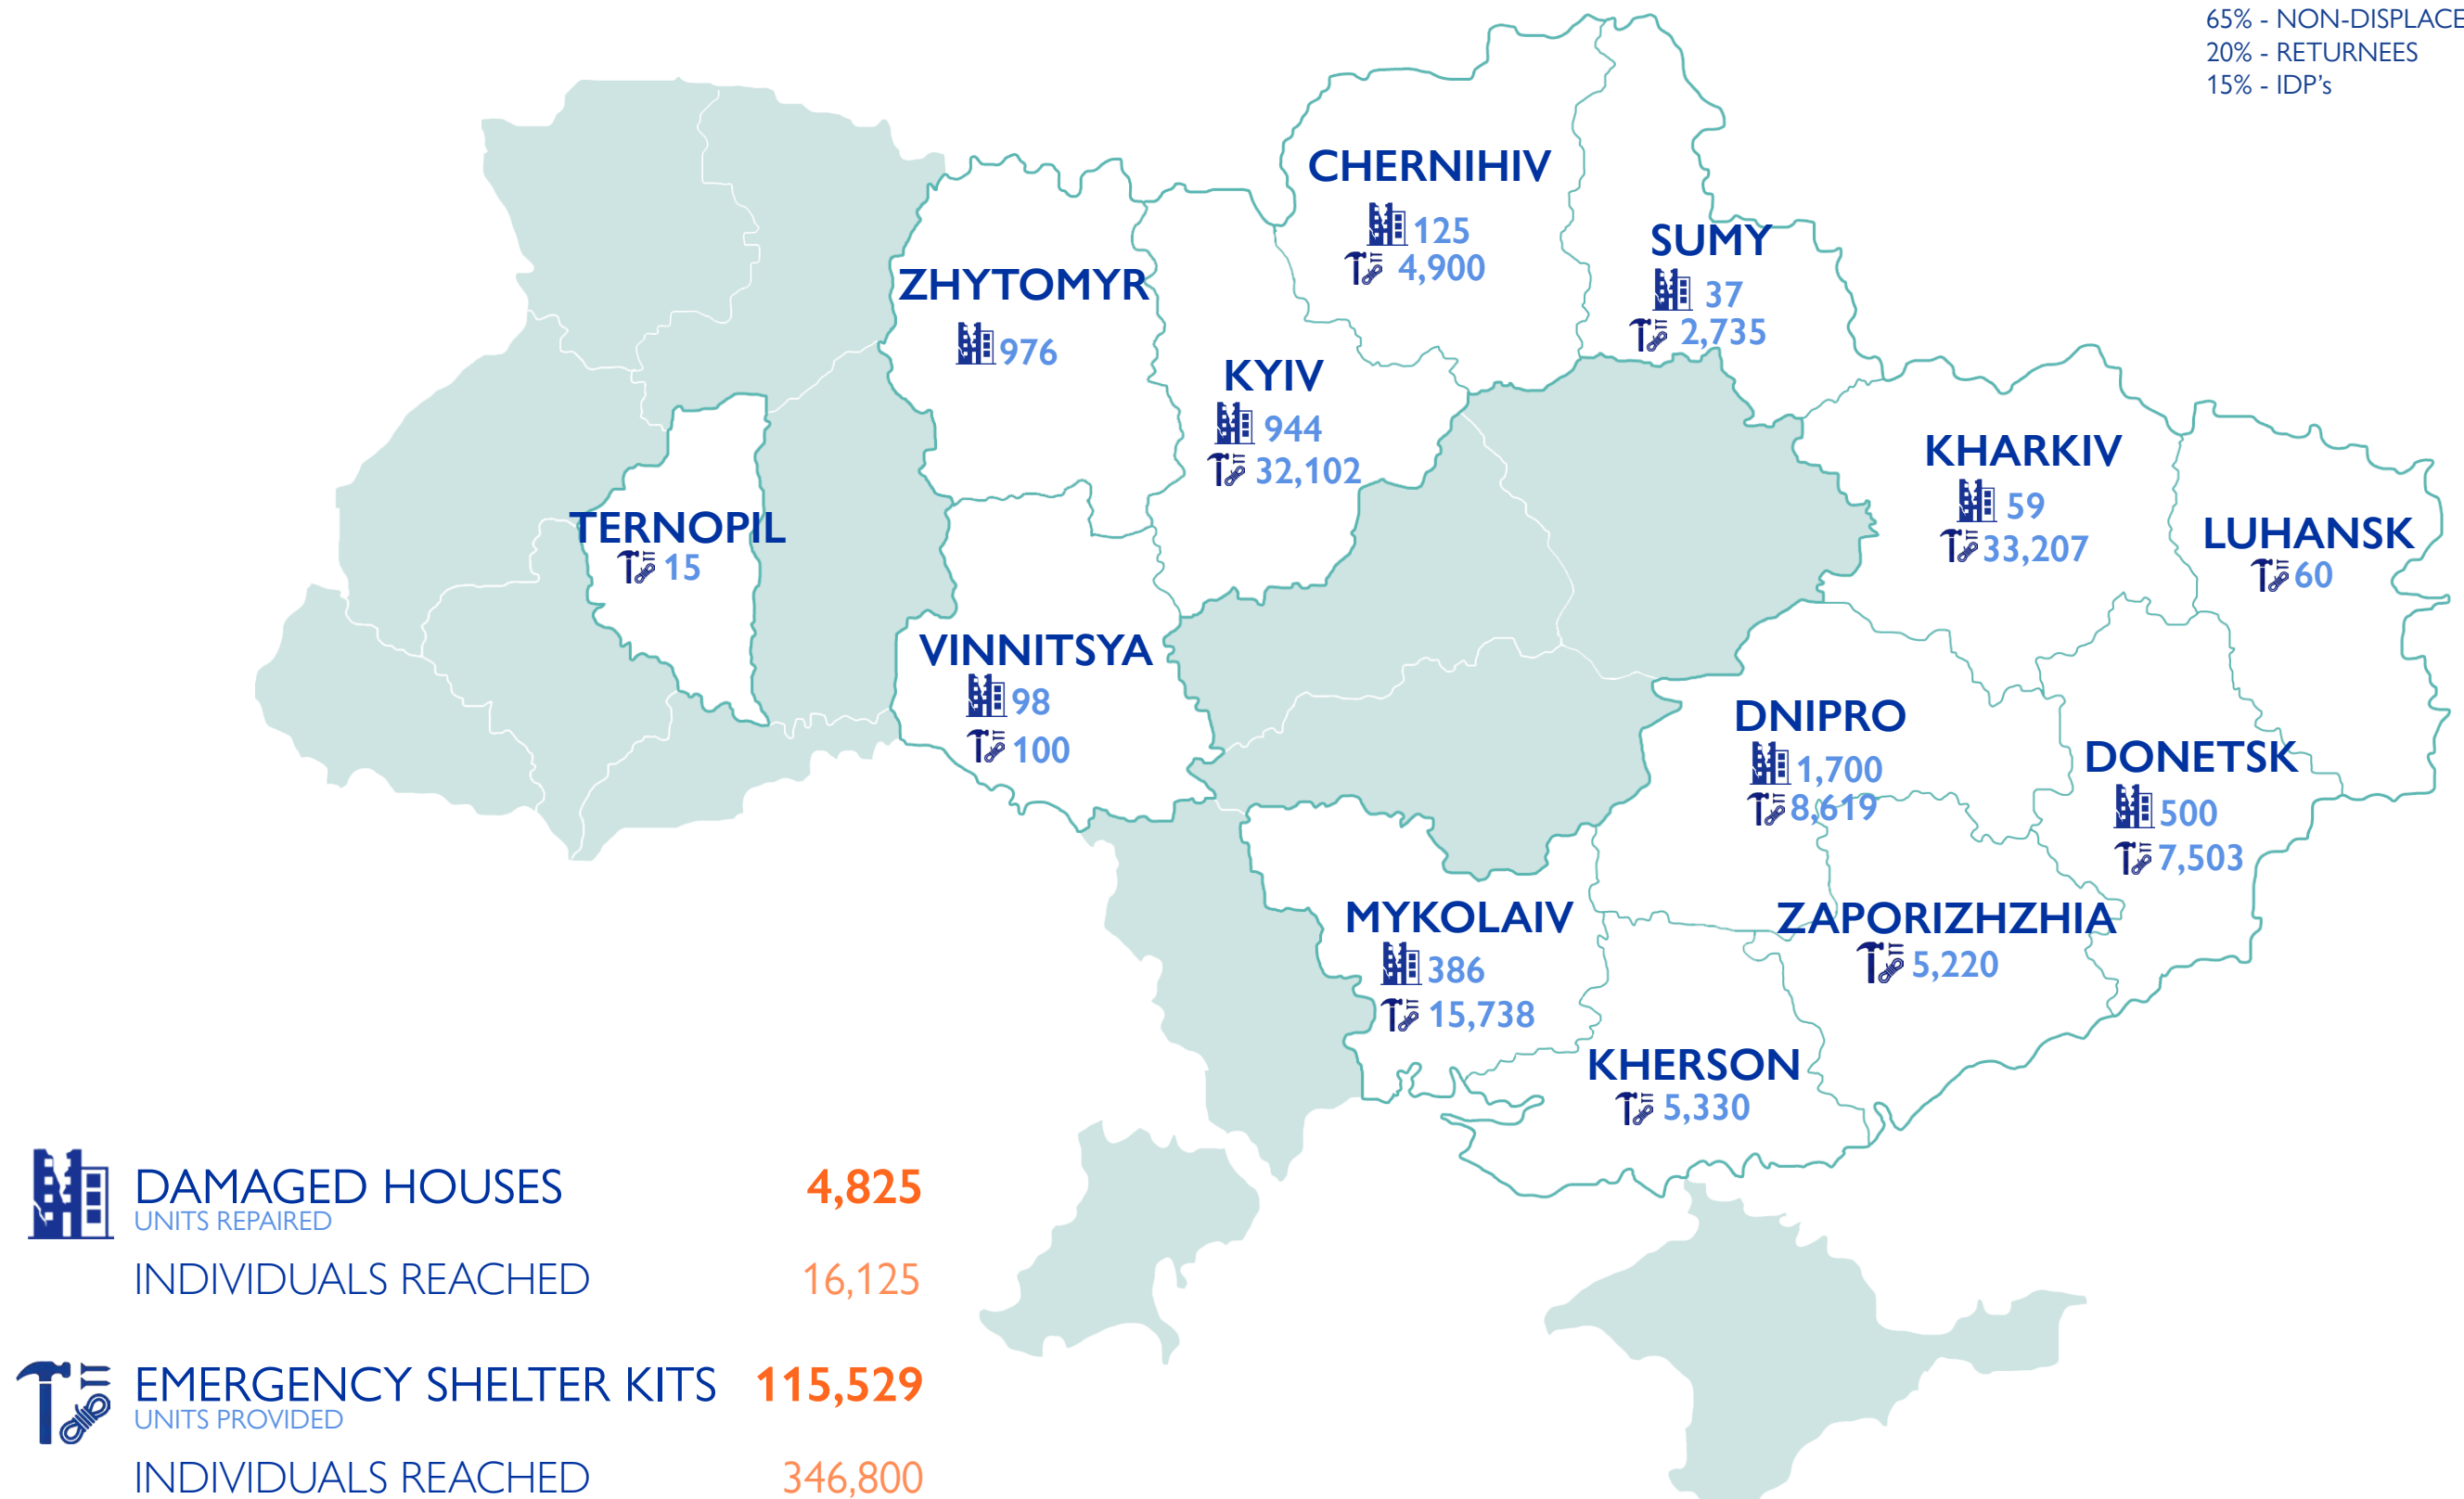 65% - NON-DISPLACE
20% - RETURNEES
15% - IDP's
CHERNIHIV
125
4,900
SUMY
37
2,735
ZHYTOMYR
976
KYIV
944
32,102
KHARKIV
59
33,207
LUHANSK
60
TERNOPIL
15
VINNITSYA
98
100
DNIPRO
1,700
8,619
DONETSK
500
7,503
MYKOLAIV
386
15,738
ZAPORIZHZHIA
5,220
KHERSON
5,330
DAMAGED HOUSES 4,825
UNITS REPAIRED
INDIVIDUALS REACHED 16,125
EMERGENCY SHELTER KITS 115,529
UNITS PROVIDED
INDIVIDUALS REACHED 346,800